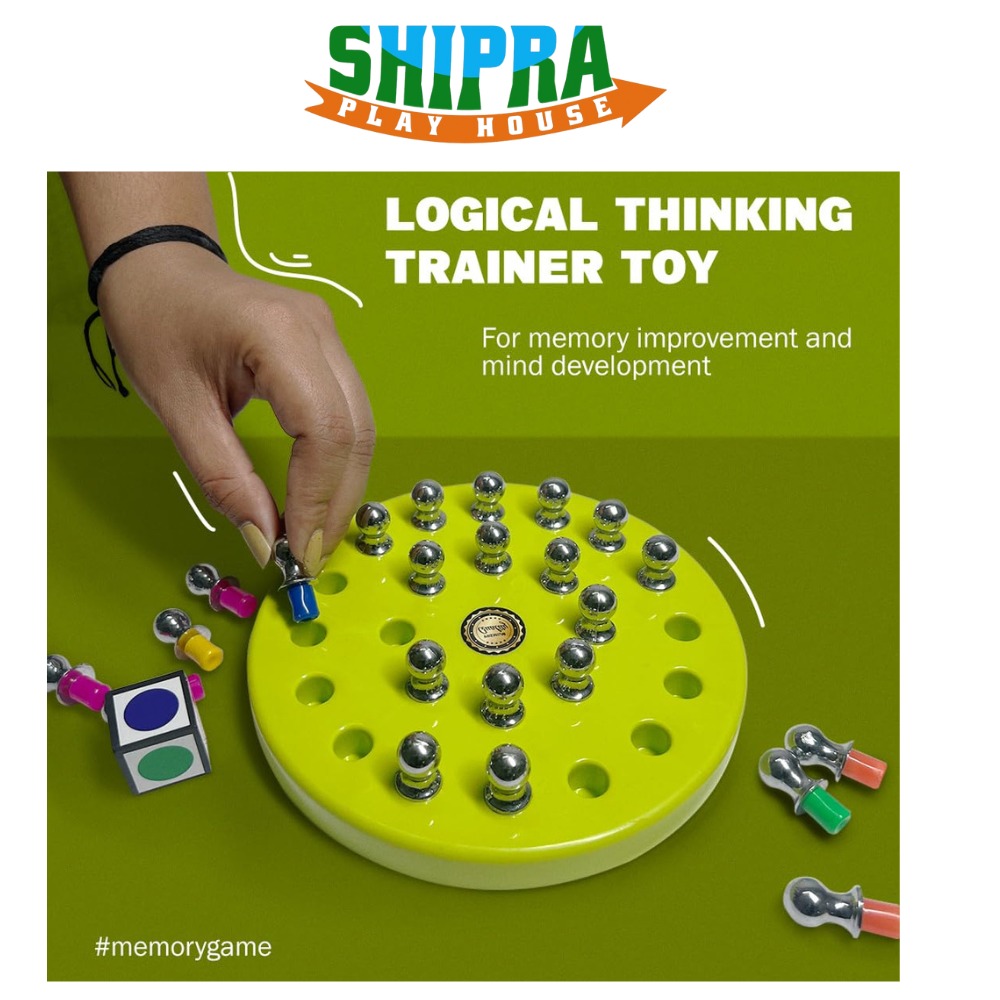 SHIPRA
PLAY HOUSE
LOGICAL THINKING
TRAINER TOY
For memory improvement and
mind development
#memorygame